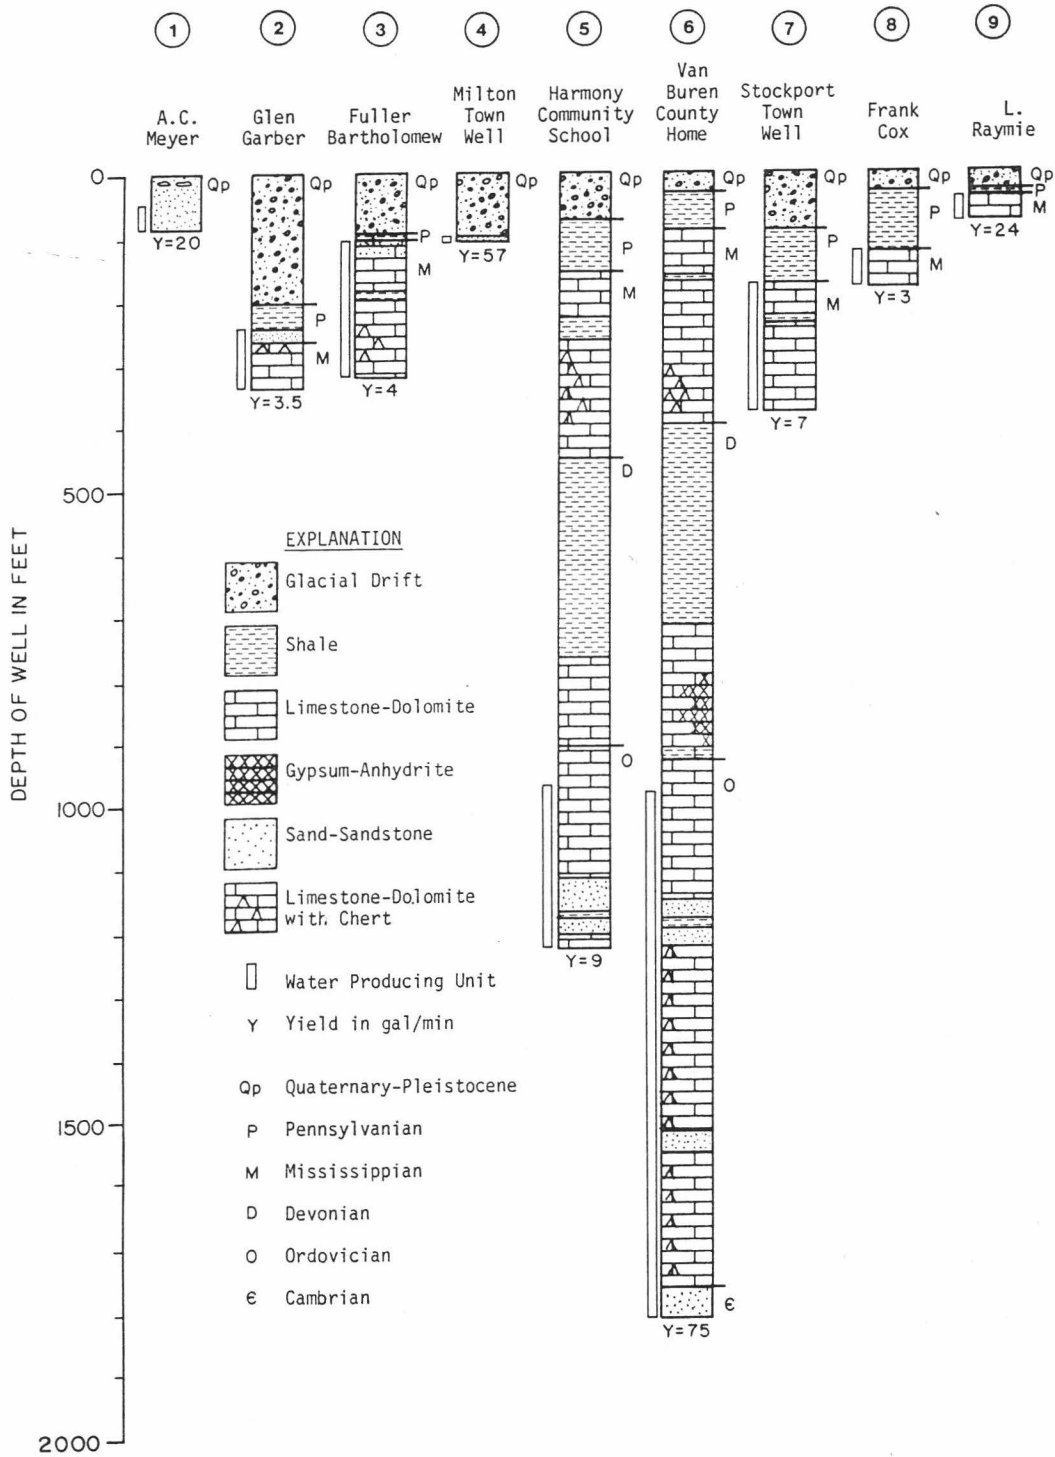 1 2 3 4 5 6 7 8 9
A.C.
Meyer
Glen
Garber
Fuller
Bartholomew
Milton
Town
Well
Harmony
Community
School
Van
Buren
County
Home
Stockport
Town
Well
Frank
Cox
L.
Raymie
0
500
1000
1500
2000
DEPTH OF WELL IN FEET
Qp
Y=20
Qp
P
M
Y=3.5
Qp
P
M
Y=4
Qp
Y=57
Qp
P
M
D
O
Y=9
Qp
P
M
D
O
Є
Y=75
Qp
P
M
Y=7
Qp
P
M
Y=3
Qp
P
M
Y=24
EXPLANATION
Glacial Drift
Shale
Limestone-Dolomite
Gypsum-Anhydrite
Sand-Sandstone
Limestone-Dolomite
with Chert
Water Producing Unit
Y Yield in gal/min
Qp Quaternary-Pleistocene
P Pennsylvanian
M Mississippian
D Devonian
O Ordovician
Є Cambrian